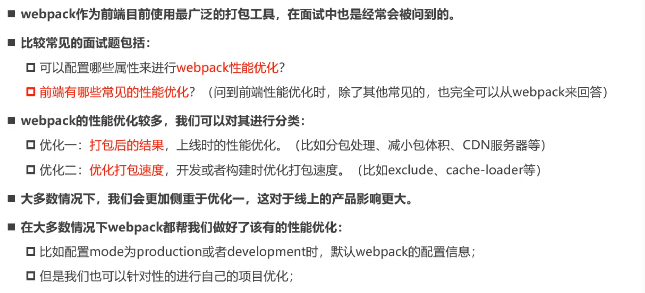 webpack作为前端目前使用最广泛的打包工具，在面试中也是经常会被问到的。
比较常见的面试题包括：
可以配置哪些属性来进行webpack性能优化？
前端有哪些常见的性能优化？（问到前端性能优化时，除了其他常见的，也完全可以从webpack来回答）
webpack的性能优化较多，我们可以对其进行分类：
优化一：打包后的结果，上线时的性能优化。（比如分包处理、减小包体积、CDN服务器等）
优化二：优化打包速度，开发或者构建时优化打包速度。（比如exclude、cache-loader等）
大多数情况下，我们会更加侧重于优化一，这对于线上的产品影响更大。
在大多数情况下webpack都帮我们做好了该有的性能优化：
比如配置mode为production或者development时，默认webpack的配置信息；
但是我们也可以针对性的进行自己的项目优化；